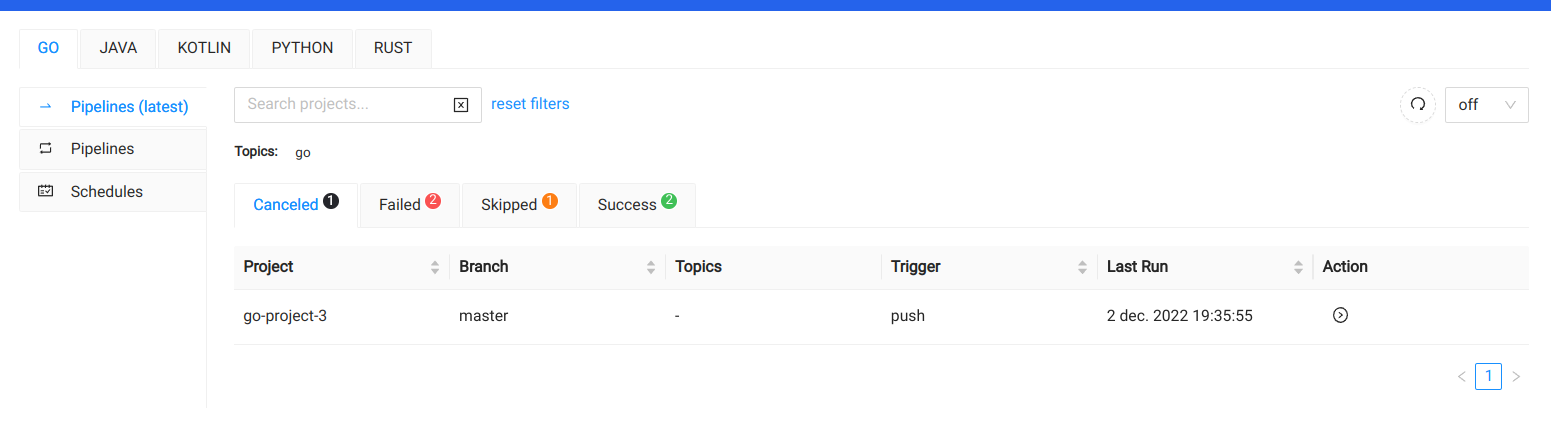 GO JAVA KOTLIN PYTHON RUST
Pipelines (latest)
Pipelines
Schedules
Search projects... reset filters off
Topics: go
Canceled 1 Failed 2 Skipped 1 Success 2
Project Branch Topics Trigger Last Run Action
go-project-3 master - push 2 dec. 2022 19:35:55
< 1 >